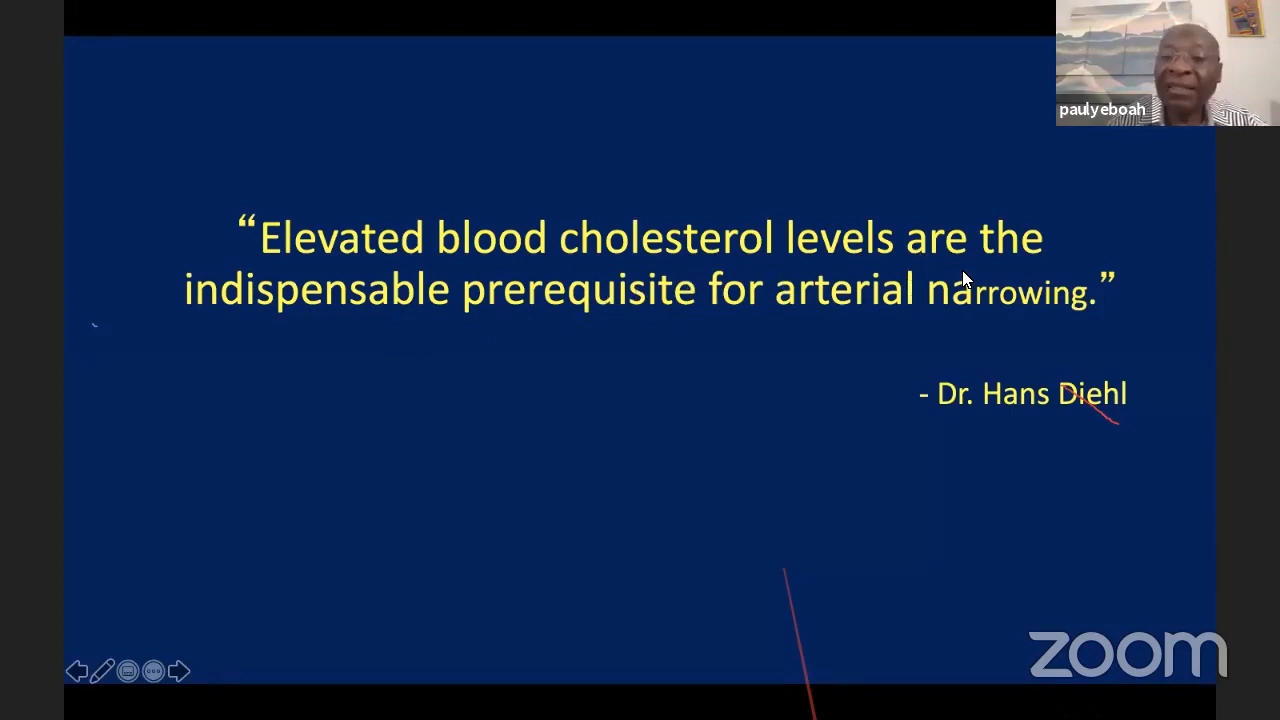 paulyeboah
“Elevated blood cholesterol levels are the
indispensable prerequisite for arterial narrowing.”
- Dr. Hans Diehl
zoom